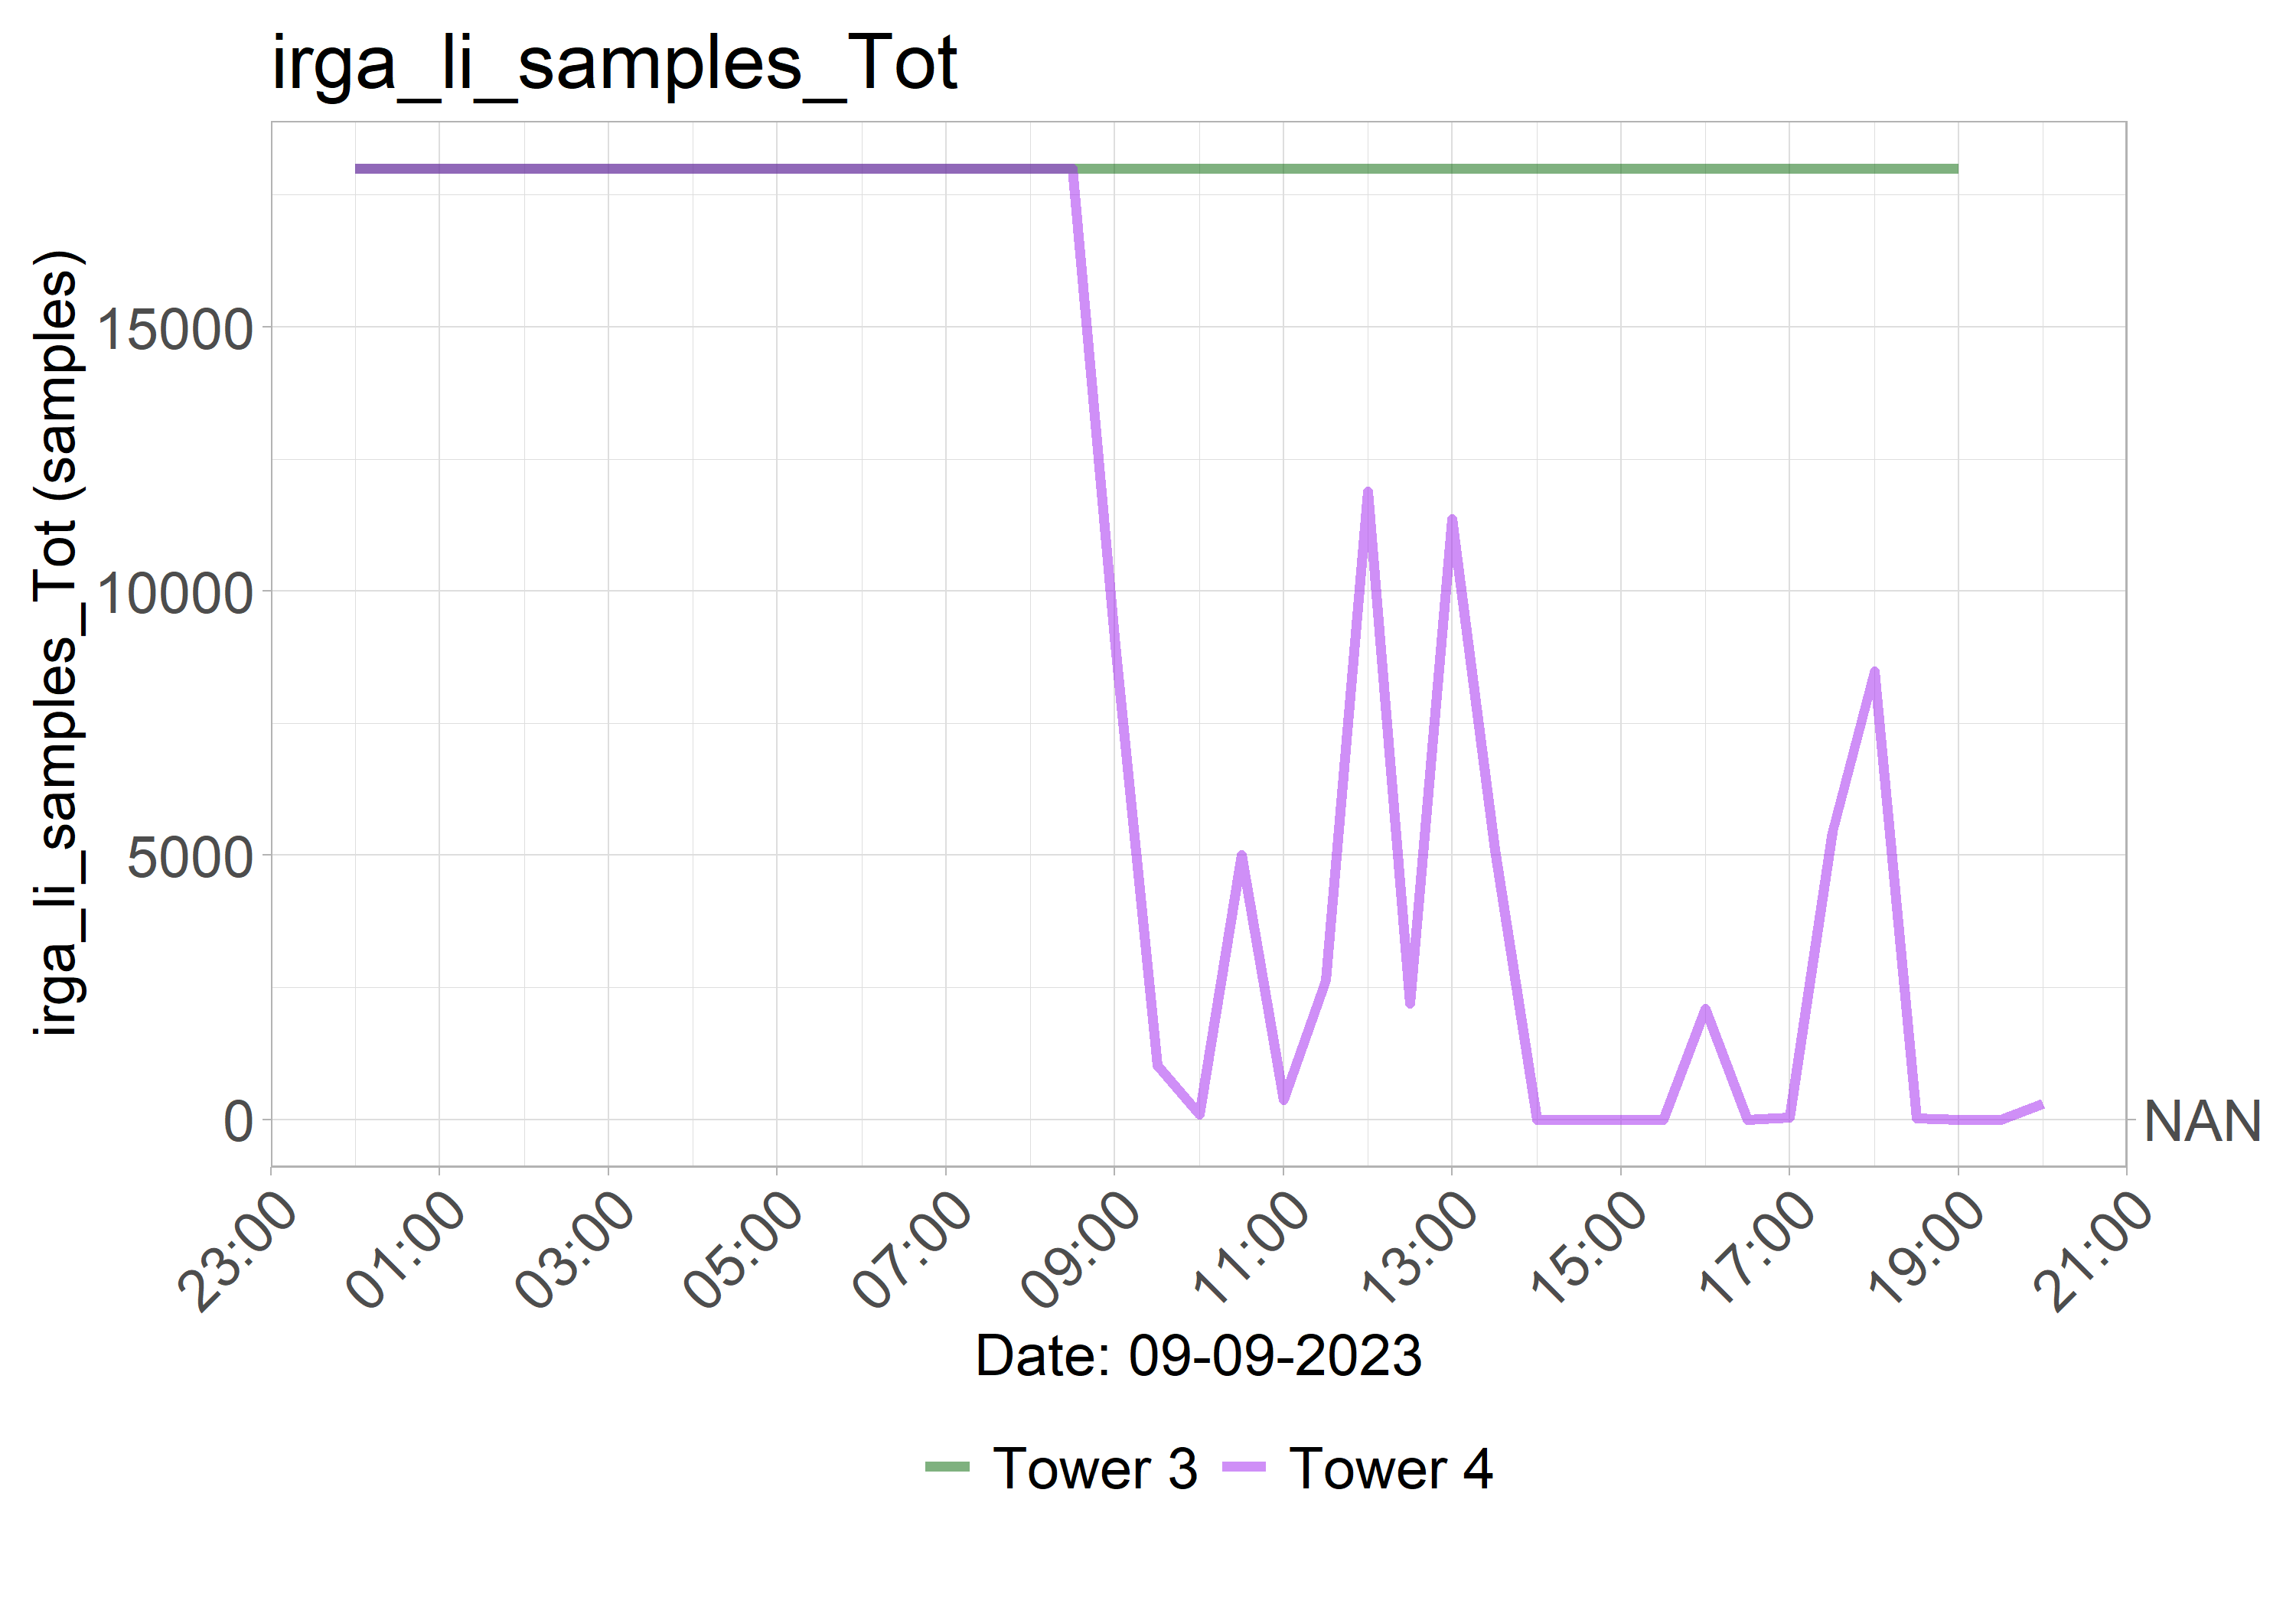 irga_li_samples_Tot
irga_li_samples_Tot (samples)
15000
10000
5000
0
NAN
23:00
01:00
03:00
05:00
07:00
09:00
11:00
13:00
15:00
17:00
19:00
21:00
Date: 09-09-2023
Tower 3
Tower 4